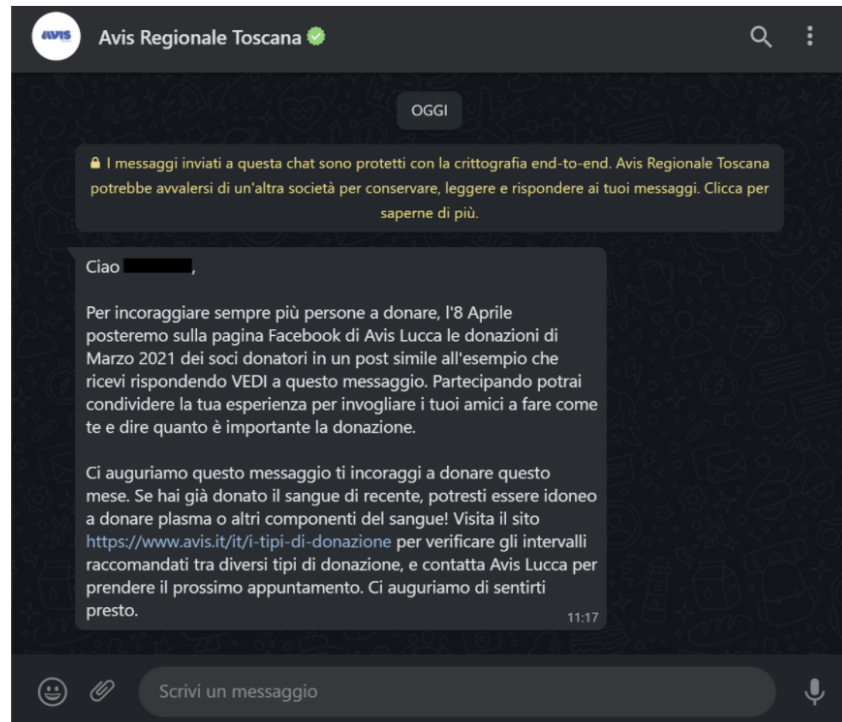 AVIS
Avis Regionale Toscana
OGGI
I messaggi inviati a questa chat sono protetti con la crittografia end-to-end. Avis Regionale Toscana
potrebbe avvalersi di un'altra società per conservare, leggere e rispondere ai tuoi messaggi. Clicca per
saperne di più.
Ciao ,
Per incoraggiare sempre più persone a donare, l'8 Aprile
posteremo sulla pagina Facebook di Avis Lucca le donazioni di
Marzo 2021 dei soci donatori in un post simile all'esempio che
ricevi rispondendo VEDI a questo messaggio. Partecipando potrai
condividere la tua esperienza per invogliare i tuoi amici a fare come
te e dire quanto è importante la donazione.
Ci auguriamo questo messaggio ti incoraggi a donare questo
mese. Se hai già donato il sangue di recente, potresti essere idoneo
a donare plasma o altri componenti del sangue! Visita il sito
https://www.avis.it/it/i-tipi-di-donazione per verificare gli intervalli
raccomandati tra diversi tipi di donazione, e contatta Avis Lucca per
prendere il prossimo appuntamento. Ci auguriamo di sentirti
presto.
11:17
Scrivi un messaggio